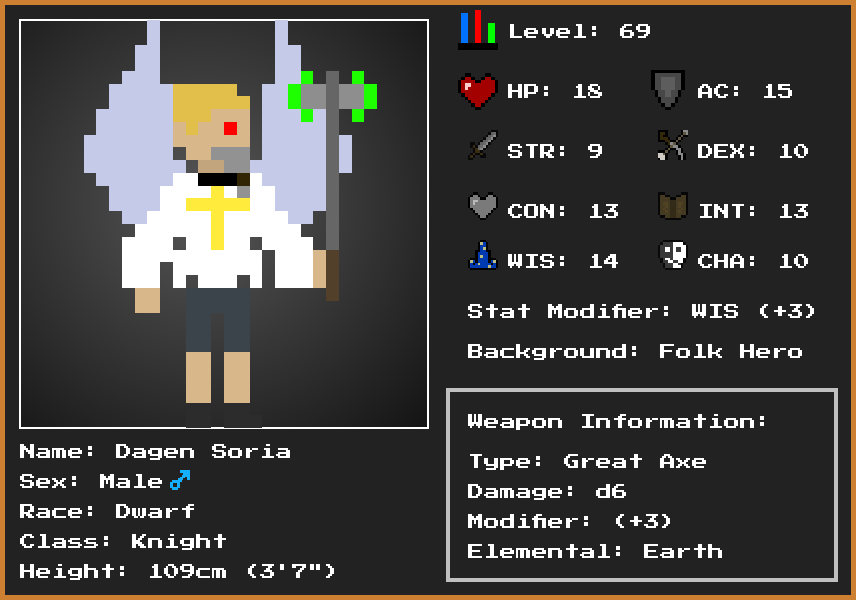 Level: 69
HP: 18 AC: 15
STR: 9 DEX: 10
CON: 13 INT: 13
WIS: 14 CHA: 10
Stat Modifier: WIS (+3)
Background: Folk Hero
Weapon Information:
Type: Great Axe
Damage: d6
Modifier: (+3)
Elemental: Earth
Name: Dagen Soria
Sex: Male♂
Race: Dwarf
Class: Knight
Height: 109cm (3'7")